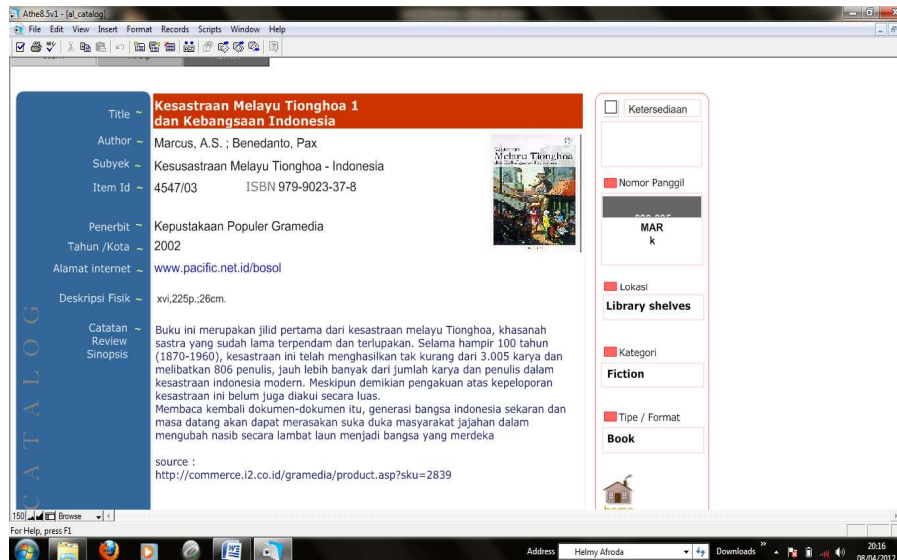 Athe8.5v1 - [al_catalog]
File Edit View Insert Format Records Scripts Window Help
Title ~ Kesastraan Melayu Tionghoa 1
dan Kebangsaan Indonesia
Author ~ Marcus, A.S. ; Benedanto, Pax
Subyek ~ Kesusastraan Melayu Tionghoa - Indonesia
Item Id ~ 4547/03 ISBN 979-9023-37-8
Penerbit ~ Kepustakaan Populer Gramedia
Tahun /Kota ~ 2002
Alamat internet ~ www.pacific.net.id/bosol
Deskripsi Fisik ~ xvi,225p.;26cm.
Catatan ~
Review
Sinopsis
Buku ini merupakan jilid pertama dari kesastraan melayu Tionghoa, khasanah
sastra yang sudah lama terpendam dan terlupakan. Selama hampir 100 tahun
(1870-1960), kesastraan ini telah menghasilkan tak kurang dari 3.005 karya dan
melibatkan 806 penulis, jauh lebih banyak dari jumlah karya dan penulis dalam
kesastraan indonesia modern. Meskipun demikian pengakuan atas kepeloporan
kesastraan ini belum juga diakui secara luas.
Membaca kembali dokumen-dokumen itu, generasi bangsa indonesia sekaran dan
masa datang akan dapat merasakan suka duka masyarakat jajahan dalam
mengubah nasib secara lambat laun menjadi bangsa yang merdeka
source :
http://commerce.i2.co.id/gramedia/product.asp?sku=2839
CATALOG
Melayu Tionghoa
Ketersediaan
Nomor Panggil
MAR
k
Lokasi
Library shelves
Kategori
Fiction
Tipe / Format
Book
home
150 Browse
For Help, press F1
Address Helmy Afroda Downloads 20:16
08/04/2012